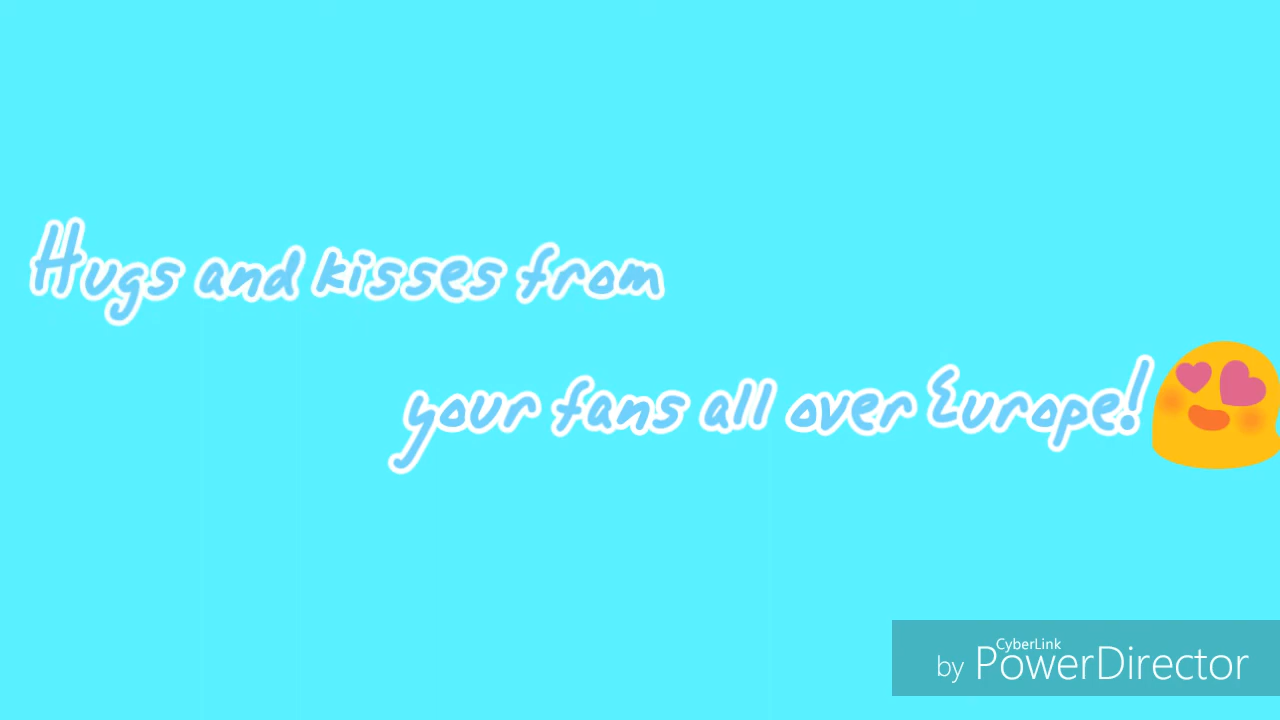 Hugs and kisses from
your fans all over Europe!😍
CyberLink
by PowerDirector